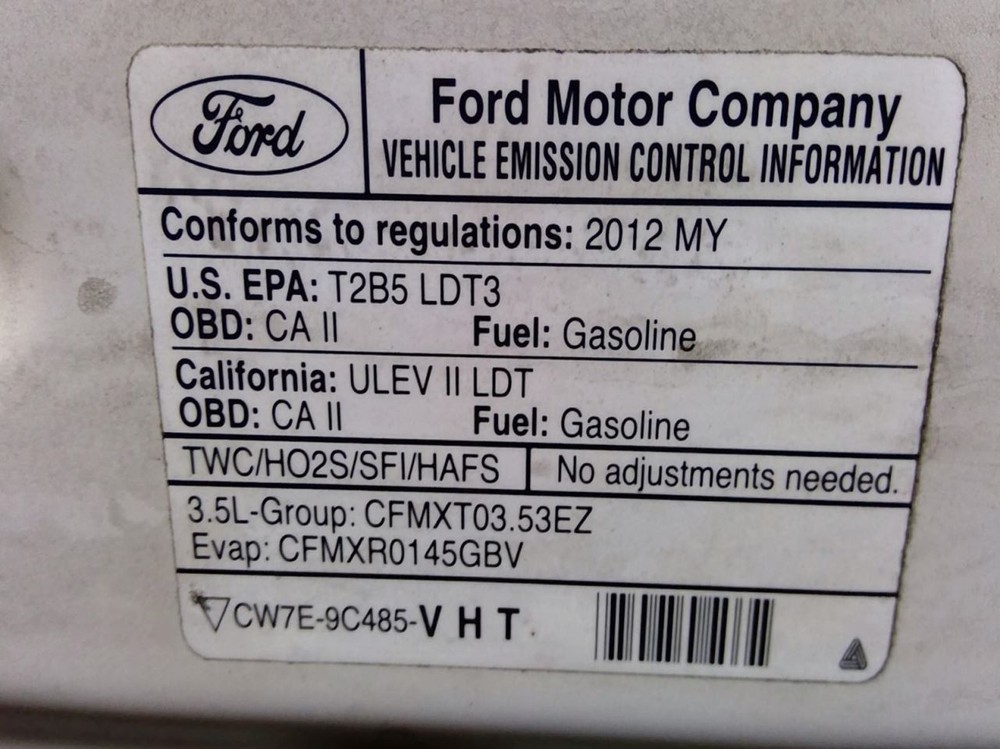 Ford
Ford Motor Company
VEHICLE EMISSION CONTROL INFORMATION
Conforms to regulations: 2012 MY
U.S. EPA: T2B5 LDT3
OBD: CA II Fuel: Gasoline
California: ULEV II LDT
OBD: CA II Fuel: Gasoline
TWC/HO2S/SFI/HAFS No adjustments needed.
3.5L-Group: CFMXT03.53EZ
Evap: CFMXR0145GBV
CW7E-9C485-V H T